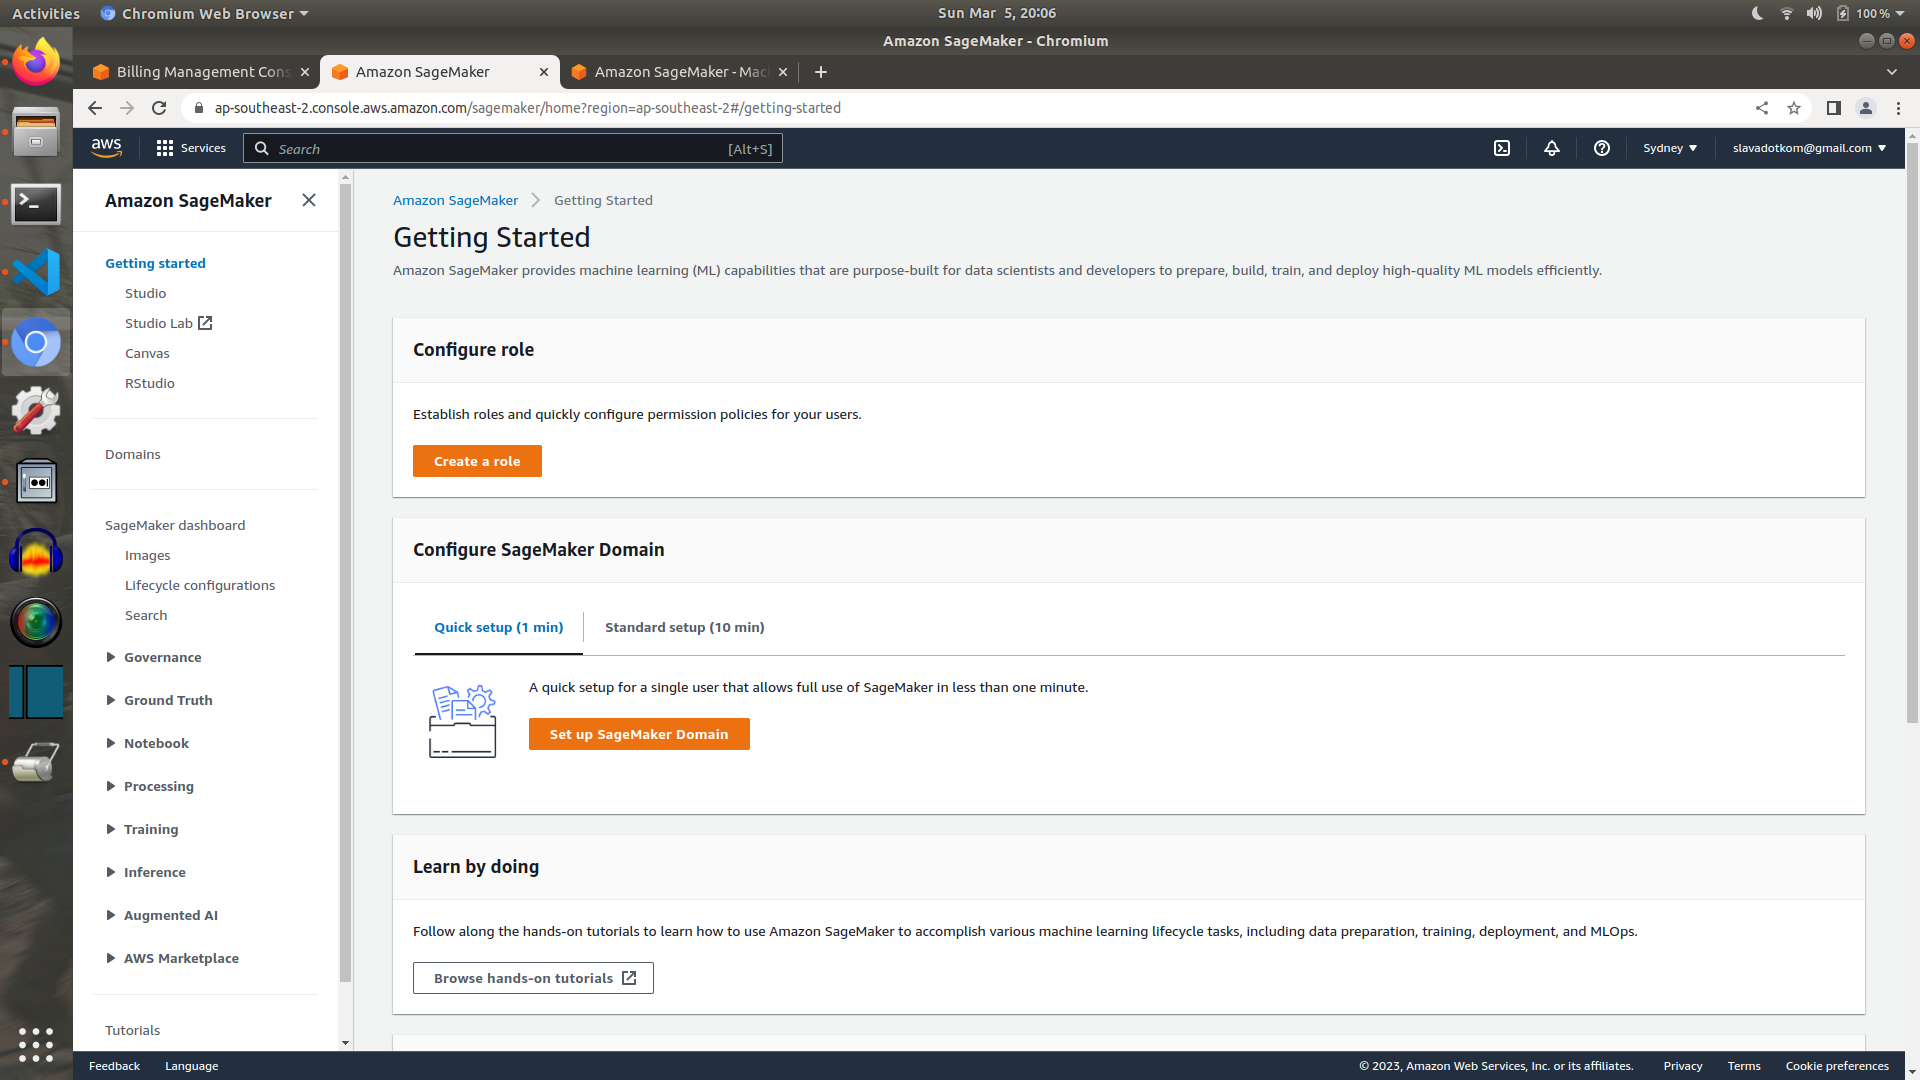 Activities
Chromium Web Browser
Sun Mar 5, 20:06
100 %
Amazon SageMaker - Chromium
Billing Management Cons
Amazon SageMaker
Amazon SageMaker - Mac
ap-southeast-2.console.aws.amazon.com/sagemaker/home?region=ap-southeast-2#/getting-started
aws
Services
Search
[Alt+S]
Sydney
slavadotkom@gmail.com
Amazon SageMaker
Getting started
Studio
Studio Lab
Canvas
RStudio
Domains
SageMaker dashboard
Images
Lifecycle configurations
Search
Governance
Ground Truth
Notebook
Processing
Training
Inference
Augmented AI
AWS Marketplace
Tutorials
Amazon SageMaker
Getting Started
Getting Started
Amazon SageMaker provides machine learning (ML) capabilities that are purpose-built for data scientists and developers to prepare, build, train, and deploy high-quality ML models efficiently.
Configure role
Establish roles and quickly configure permission policies for your users.
Create a role
Configure SageMaker Domain
Quick setup (1 min)
Standard setup (10 min)
A quick setup for a single user that allows full use of SageMaker in less than one minute.
Set up SageMaker Domain
Learn by doing
Follow along the hands-on tutorials to learn how to use Amazon SageMaker to accomplish various machine learning lifecycle tasks, including data preparation, training, deployment, and MLOps.
Browse hands-on tutorials
Feedback
Language
© 2023, Amazon Web Services, Inc. or its affiliates.
Privacy
Terms
Cookie preferences